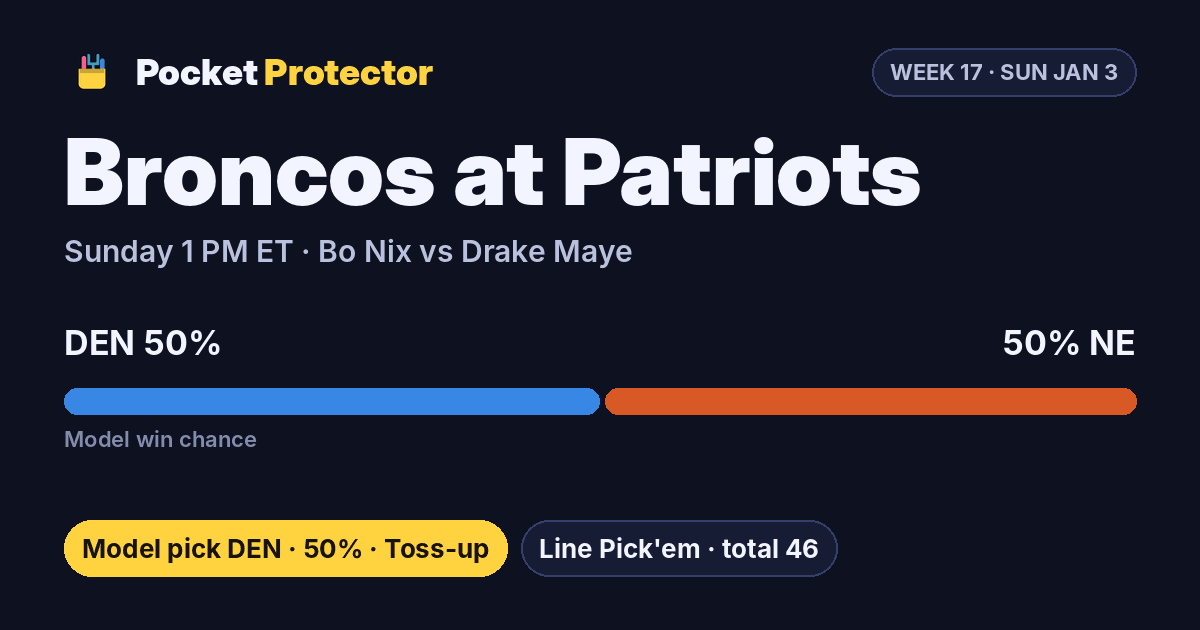 Pocket Protector
WEEK 17 · SUN JAN 3
Broncos at Patriots
Sunday 1 PM ET · Bo Nix vs Drake Maye
DEN 50%
50% NE
Model win chance
Model pick DEN · 50% · Toss-up
Line Pick'em · total 46